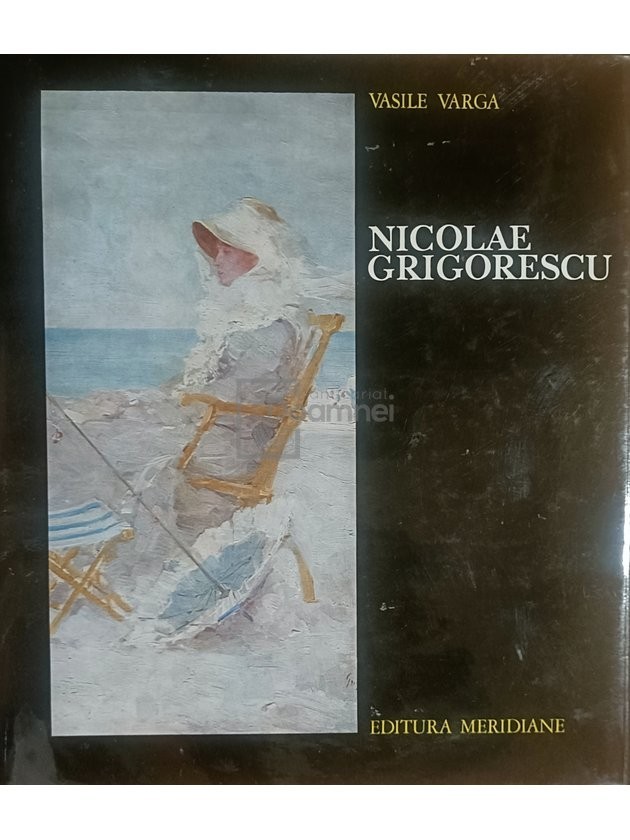 VASILE VARGA
NICOLAE
GRIGORESCU
EDITURA MERIDIANE